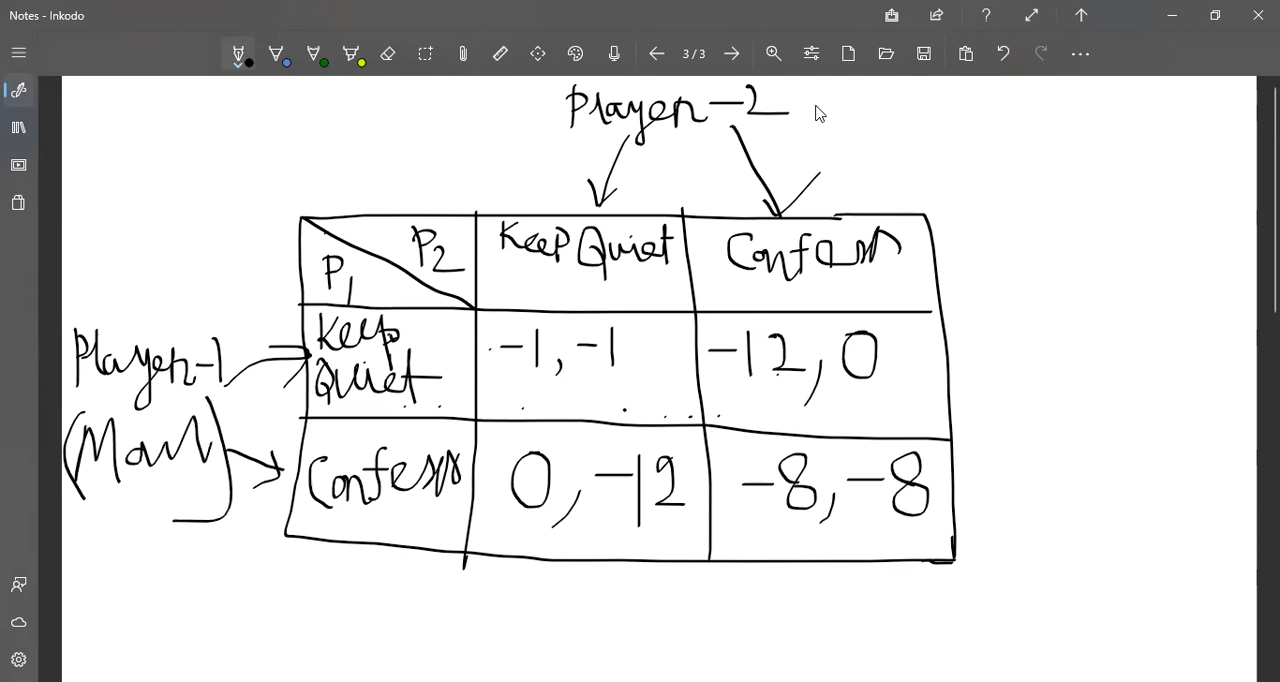 Notes - Inkodo
3 / 3
Player-2
P2
P1
Keep Quiet
Confess
Player-1
Keep
Quiet
-1, -1
-12, 0
Confess
0, -12
-8, -8